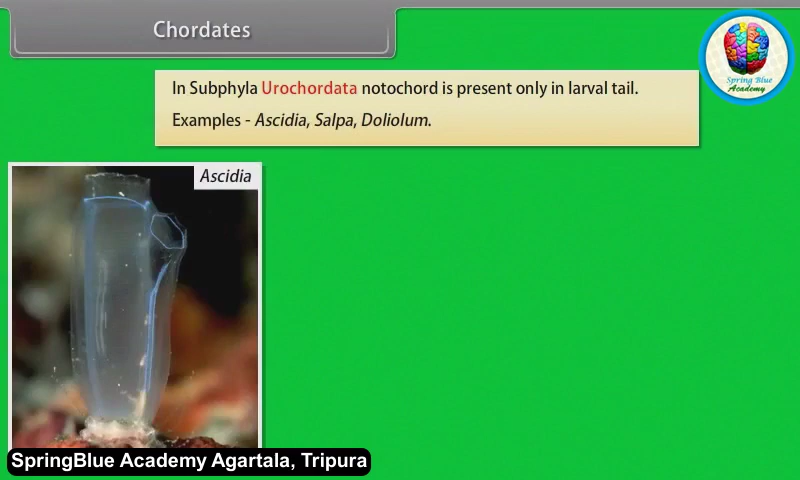 Chordates
Spring Blue
Academy
In Subphyla Urochordata notochord is present only in larval tail.
Examples - Ascidia, Salpa, Doliolum.
Ascidia
SpringBlue Academy Agartala, Tripura